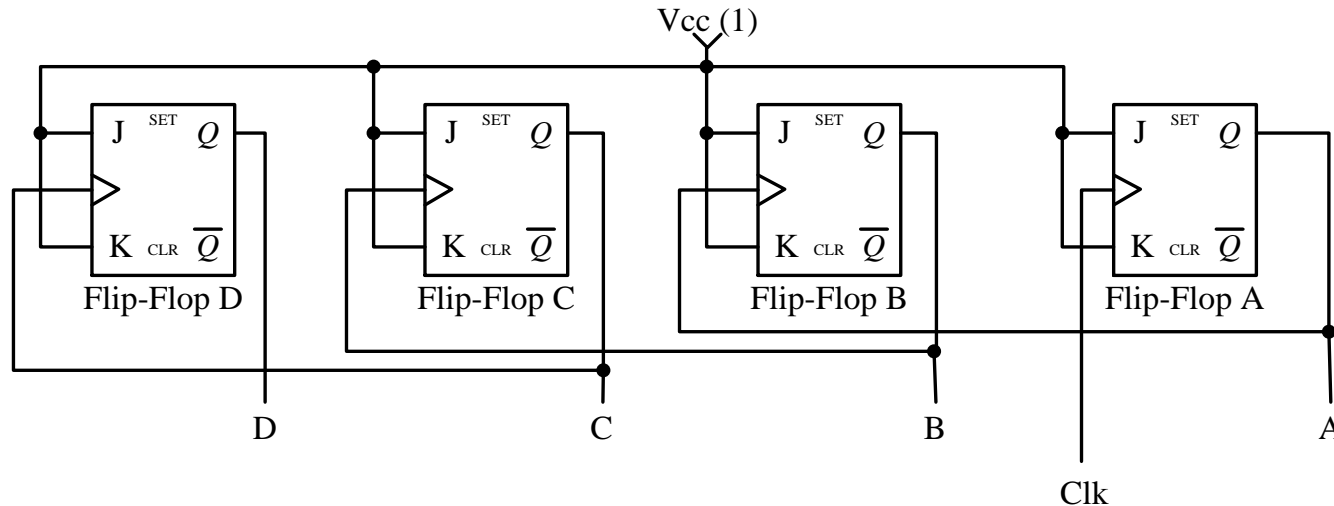 Vcc (1)
J SET Q J SET Q J SET Q J SET Q
K CLR Q̅ K CLR Q̅ K CLR Q̅ K CLR Q̅
Flip-Flop D Flip-Flop C Flip-Flop B Flip-Flop A
D C B A
Clk